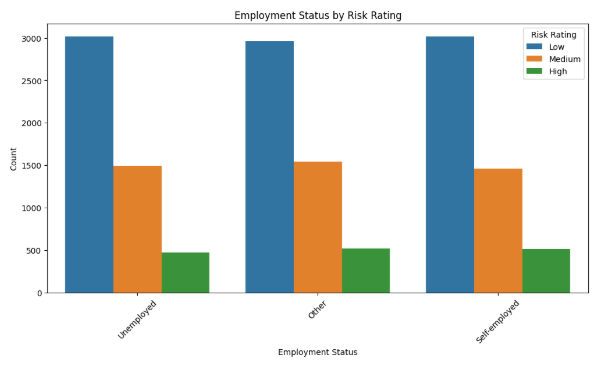 Employment Status by Risk Rating
Risk Rating
Low
Medium
High
3000
2500
2000
1500
1000
500
0
Count
Unemployed
Other
Self-employed
Employment Status